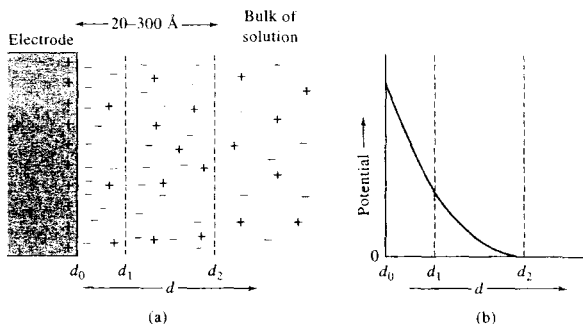 20–300 Å
Bulk of
solution
Electrode
d₀ d₁ d₂
d
(a)
Potential
0
d₀ d₁ d₂
d
(b)